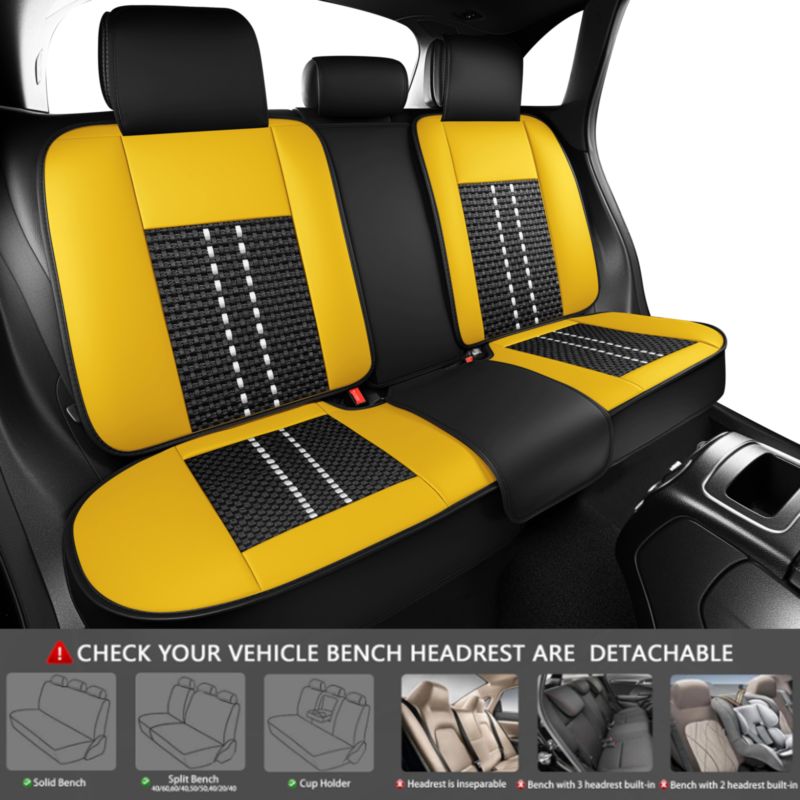 CHECK YOUR VEHICLE BENCH HEADREST ARE DETACHABLE
Solid Bench
Split Bench
40/60,60/40,50/50,40/20/40
Cup Holder
Headrest is inseparable
Bench with 3 headrest built-in
Bench with 2 headrest built-in